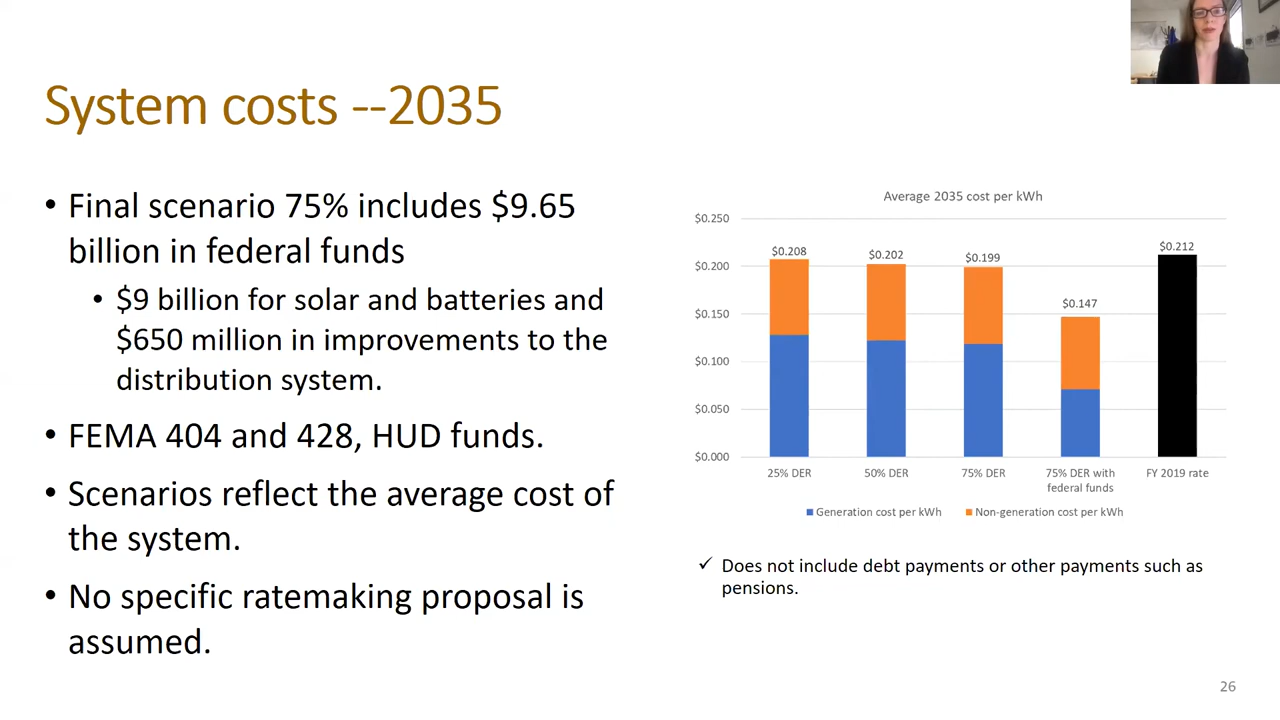 System costs --2035
• Final scenario 75% includes $9.65
billion in federal funds
• $9 billion for solar and batteries and
$650 million in improvements to the
distribution system.
• FEMA 404 and 428, HUD funds.
• Scenarios reflect the average cost of
the system.
• No specific ratemaking proposal is
assumed.
Average 2035 cost per kWh
$0.250
$0.200
$0.150
$0.100
$0.050
$0.000
$0.208
$0.202
$0.199
$0.147
$0.212
25% DER
50% DER
75% DER
75% DER with
federal funds
FY 2019 rate
Generation cost per kWh
Non-generation cost per kWh
✓ Does not include debt payments or other payments such as
pensions.
26